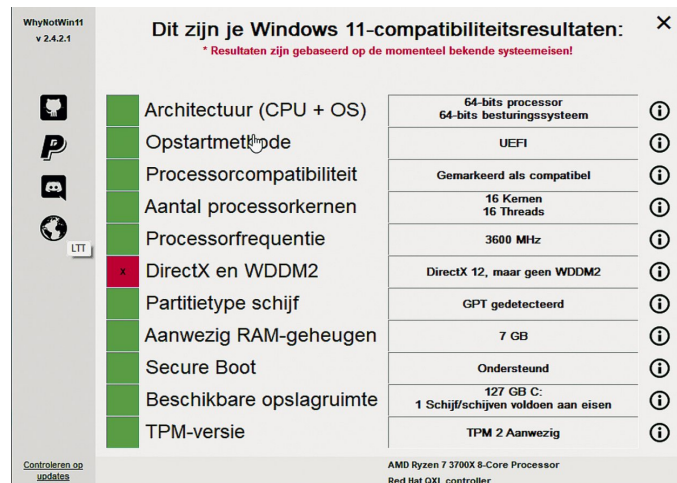 WhyNotWin11
v 2.4.2.1
Dit zijn je Windows 11-compatibiliteitsresultaten:
* Resultaten zijn gebaseerd op de momenteel bekende systeemeisen!
Architectuur (CPU + OS)
64-bits processor
64-bits besturingssysteem
Opstartmethode
UEFI
Processorcompatibiliteit
Gemarkeerd als compatibel
Aantal processorkernen
16 Kernen
16 Threads
Processorfrequentie
3600 MHz
LTT
X
DirectX en WDDM2
DirectX 12, maar geen WDDM2
Partitietype schijf
GPT gedetecteerd
Aanwezig RAM-geheugen
7 GB
Secure Boot
Ondersteund
Beschikbare opslagruimte
127 GB C:
1 Schijf/schijven voldoen aan eisen
TPM-versie
TPM 2 Aanwezig
Controleren op
updates
AMD Ryzen 7 3700X 8-Core Processor
Red Hat QXL controller